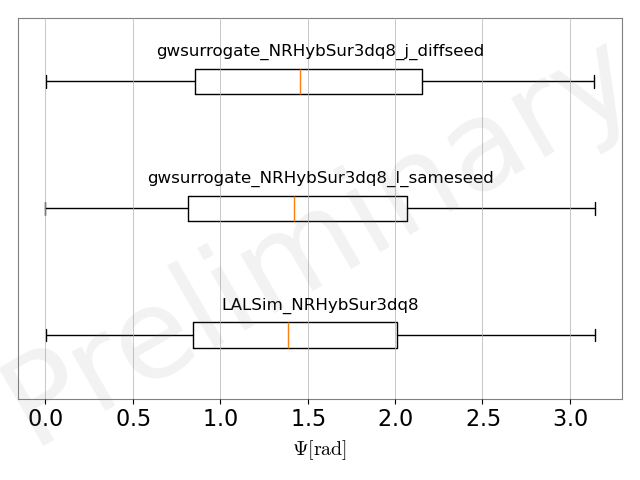 gwsurrogate_NRHybSur3dq8_j_diffseed
gwsurrogate_NRHybSur3dq8_l_sameseed
LALSim_NRHybSur3dq8
Preliminary
0.0 0.5 1.0 1.5 2.0 2.5 3.0
Ψ[rad]